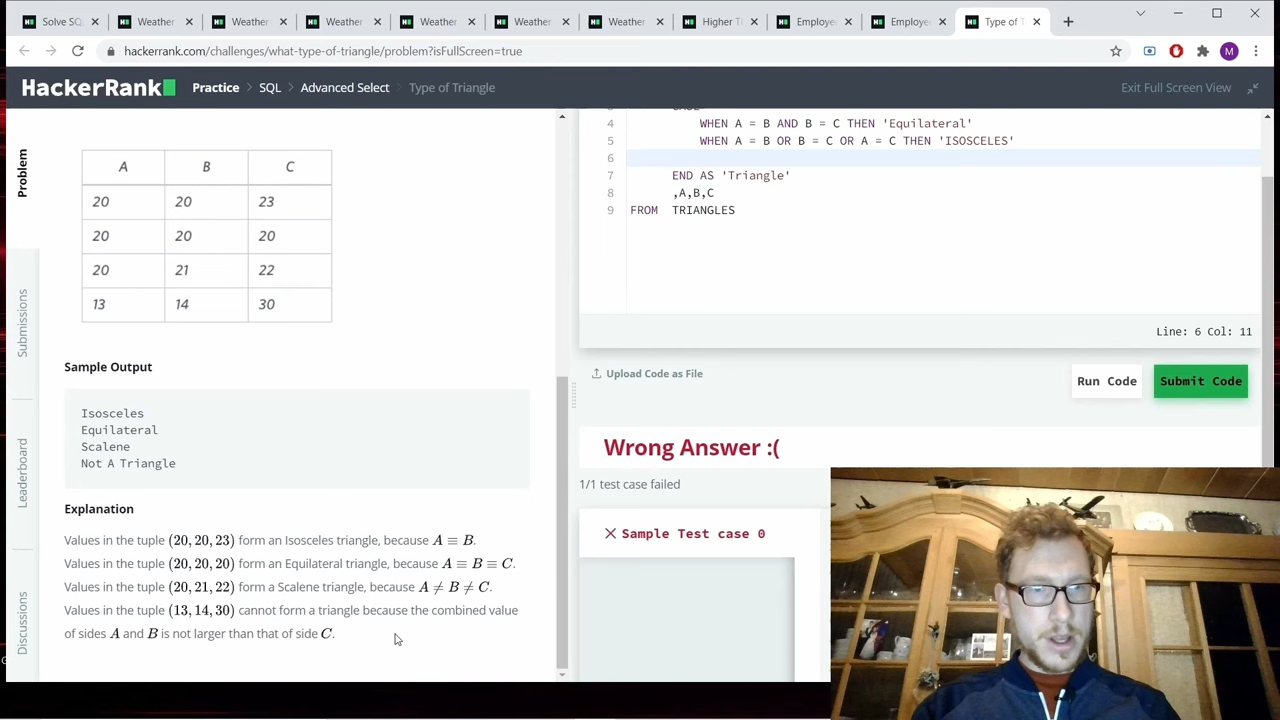 Solve SQ
Weather
Weather
Weather
Weather
Weather
Weather
Higher T
Employe
Employe
Type of T
hackerrank.com/challenges/what-type-of-triangle/problem?isFullScreen=true
M
HackerRank
Practice > SQL > Advanced Select > Type of Triangle
Exit Full Screen View
Problem
Submissions
Leaderboard
Discussions
A B C
20 20 23
20 20 20
20 21 22
13 14 30
Sample Output
Isosceles
Equilateral
Scalene
Not A Triangle
Explanation
Values in the tuple (20, 20, 23) form an Isosceles triangle, because A ≡ B.
Values in the tuple (20, 20, 20) form an Equilateral triangle, because A ≡ B ≡ C.
Values in the tuple (20, 21, 22) form a Scalene triangle, because A ≠ B ≠ C.
Values in the tuple (13, 14, 30) cannot form a triangle because the combined value
of sides A and B is not larger than that of side C.
4 WHEN A = B AND B = C THEN 'Equilateral'
5 WHEN A = B OR B = C OR A = C THEN 'ISOSCELES'
6
7 END AS 'Triangle'
8 ,A,B,C
9 FROM TRIANGLES
Line: 6 Col: 11
Upload Code as File
Run Code
Submit Code
Wrong Answer :(
1/1 test case failed
Sample Test case 0